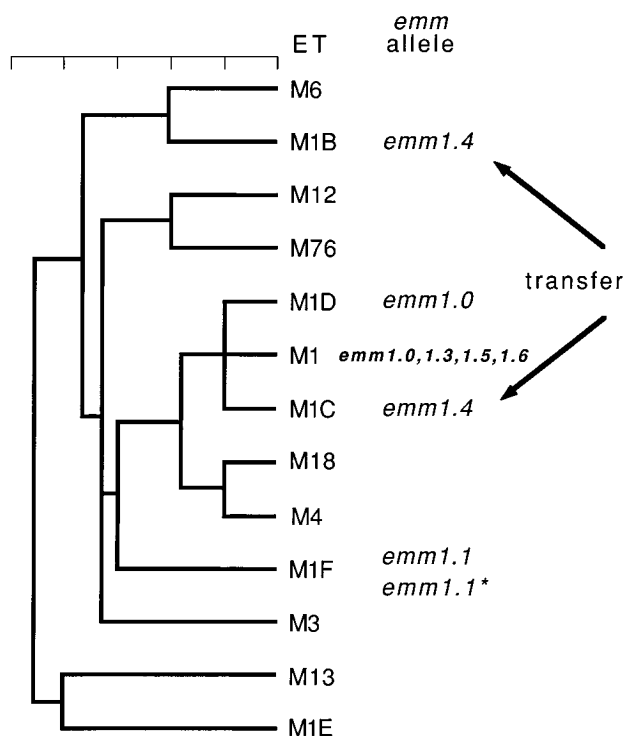 ET emm
allele
M6
M1B emm1.4
M12
M76
transfer
M1D emm1.0
M1 emm1.0,1.3,1.5,1.6
M1C emm1.4
M18
M4
M1F emm1.1
emm1.1*
M3
M13
M1E